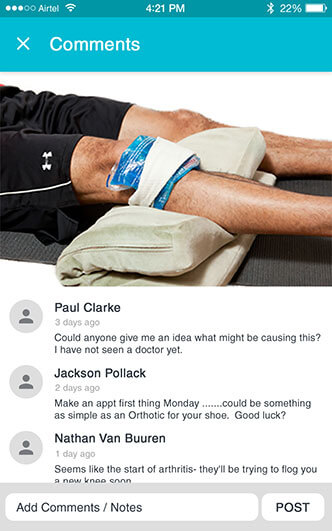 Airtel 4:21 PM 22%
Comments
Paul Clarke
3 days ago
Could anyone give me an idea what might be causing this?
I have not seen a doctor yet.
Jackson Pollack
2 days ago
Make an appt first thing Monday .......could be something
as simple as an Orthotic for your shoe.  Good luck?
Nathan Van Buuren
1 day ago
Seems like the start of arthritis- they'll be trying to flog you
a new knee soon
Add Comments / Notes POST